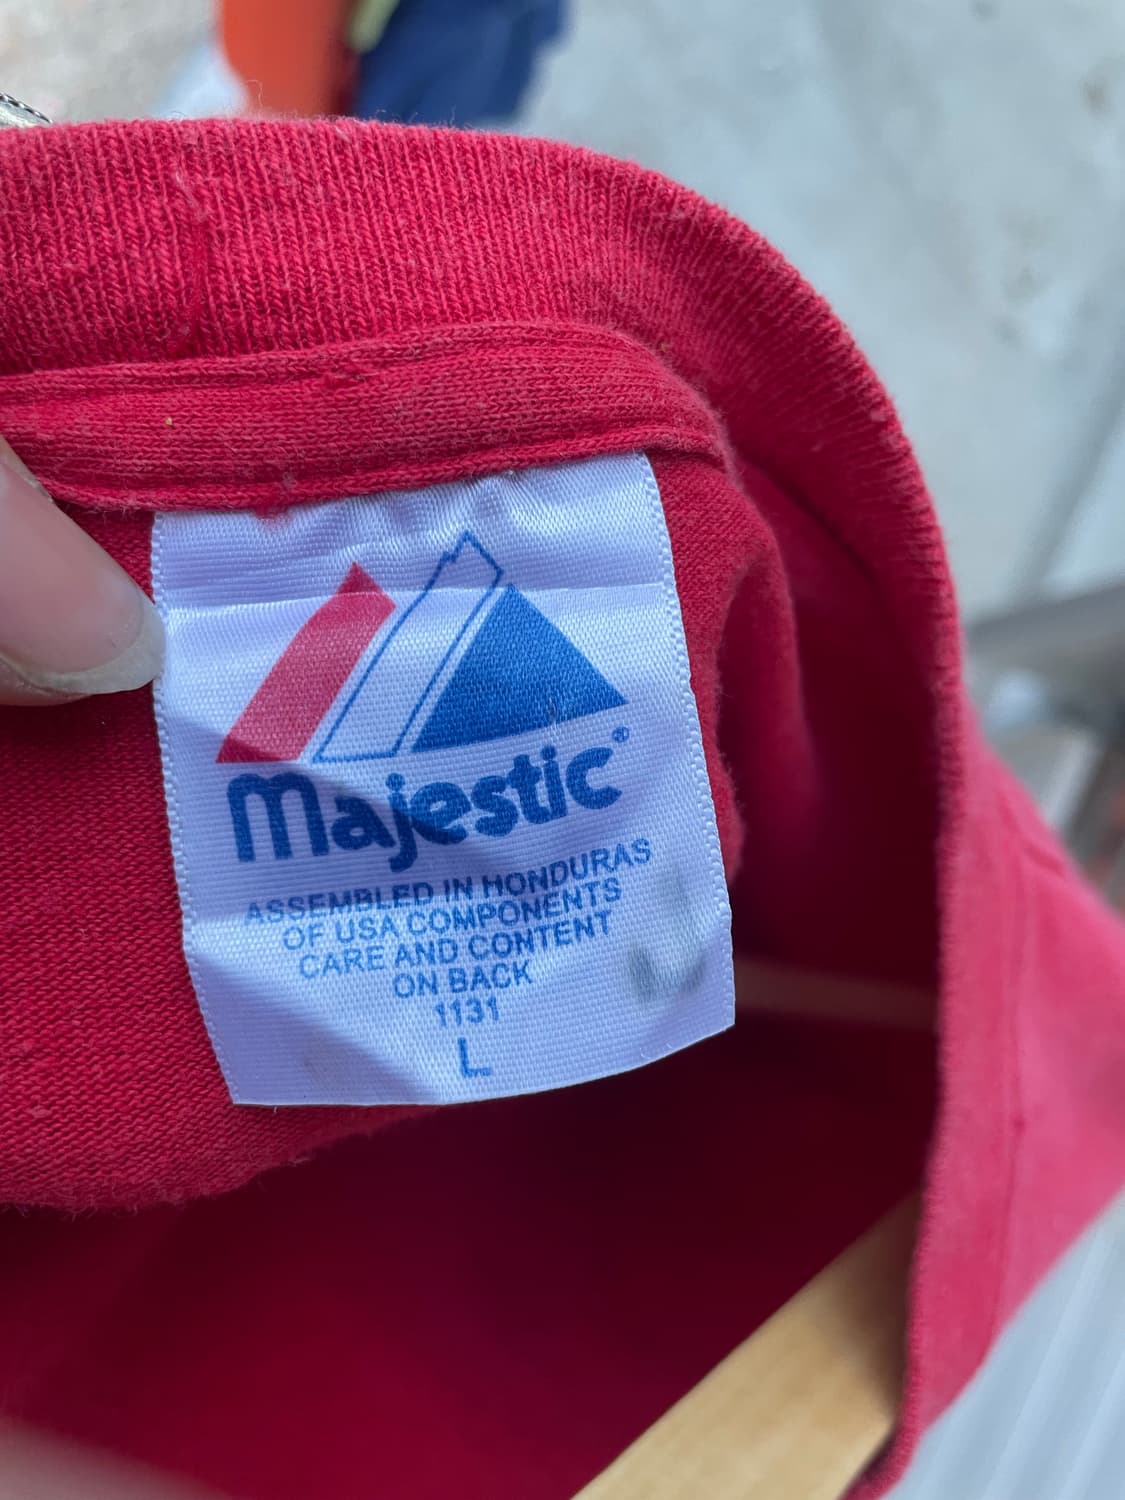 Majestic®
ASSEMBLED IN HONDURAS
OF USA COMPONENTS
CARE AND CONTENT
ON BACK
1131
L